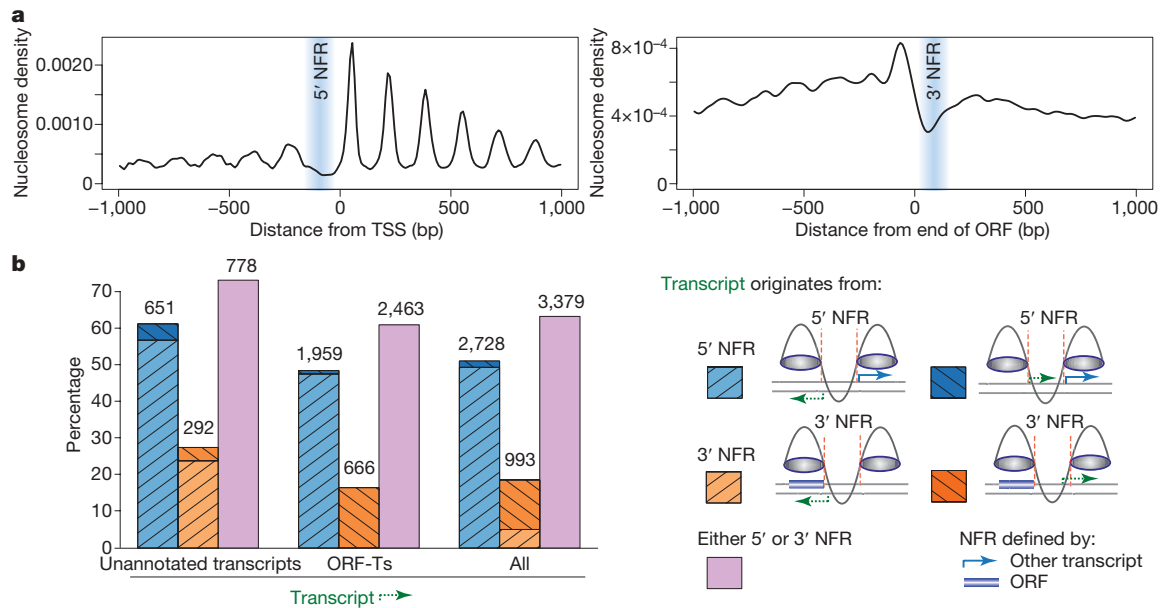 a
Nucleosome density
0.0020
0.0010
0
5′ NFR
−1,000
−500
0
500
1,000
Distance from TSS (bp)
Nucleosome density
8×10⁻⁴
4×10⁻⁴
0
3′ NFR
−1,000
−500
0
500
1,000
Distance from end of ORF (bp)
b
Percentage
70
60
50
40
30
20
10
0
651
292
778
1,959
666
2,463
2,728
993
3,379
Unannotated transcripts
ORF-Ts
All
Transcript
Transcript originates from:
5′ NFR
5′ NFR
5′ NFR
3′ NFR
3′ NFR
3′ NFR
Either 5′ or 3′ NFR
NFR defined by:
Other transcript
ORF